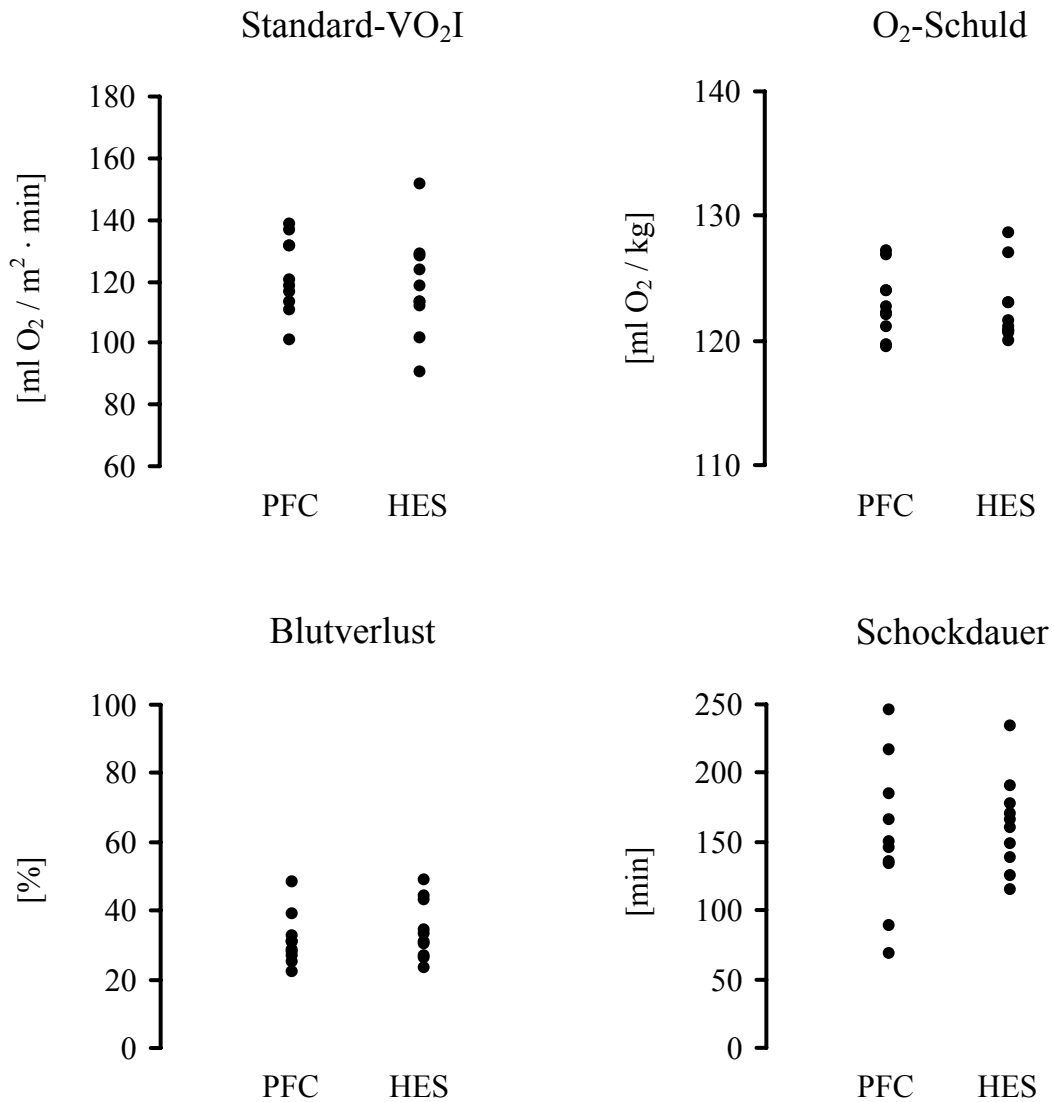 Standard-VO₂I
[ml O₂ / m² · min]
180
160
140
120
100
80
60
PFC HES
O₂-Schuld
[ml O₂ / kg]
140
130
120
110
PFC HES
Blutverlust
[%]
100
80
60
40
20
0
PFC HES
Schockdauer
[min]
250
200
150
100
50
0
PFC HES